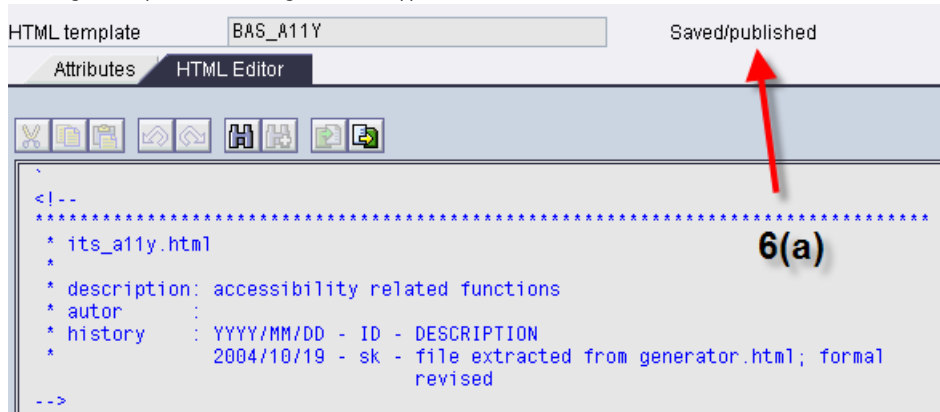 HTML template BAS_A11Y Saved/published
Attributes HTML Editor
`
<!--
********************************************************************************
* its_a11y.html
*
* description: accessibility related functions
* autor :
* history : YYYY/MM/DD - ID - DESCRIPTION
* 2004/10/19 - sk - file extracted from generator.html; formal
revised
-->
6(a)